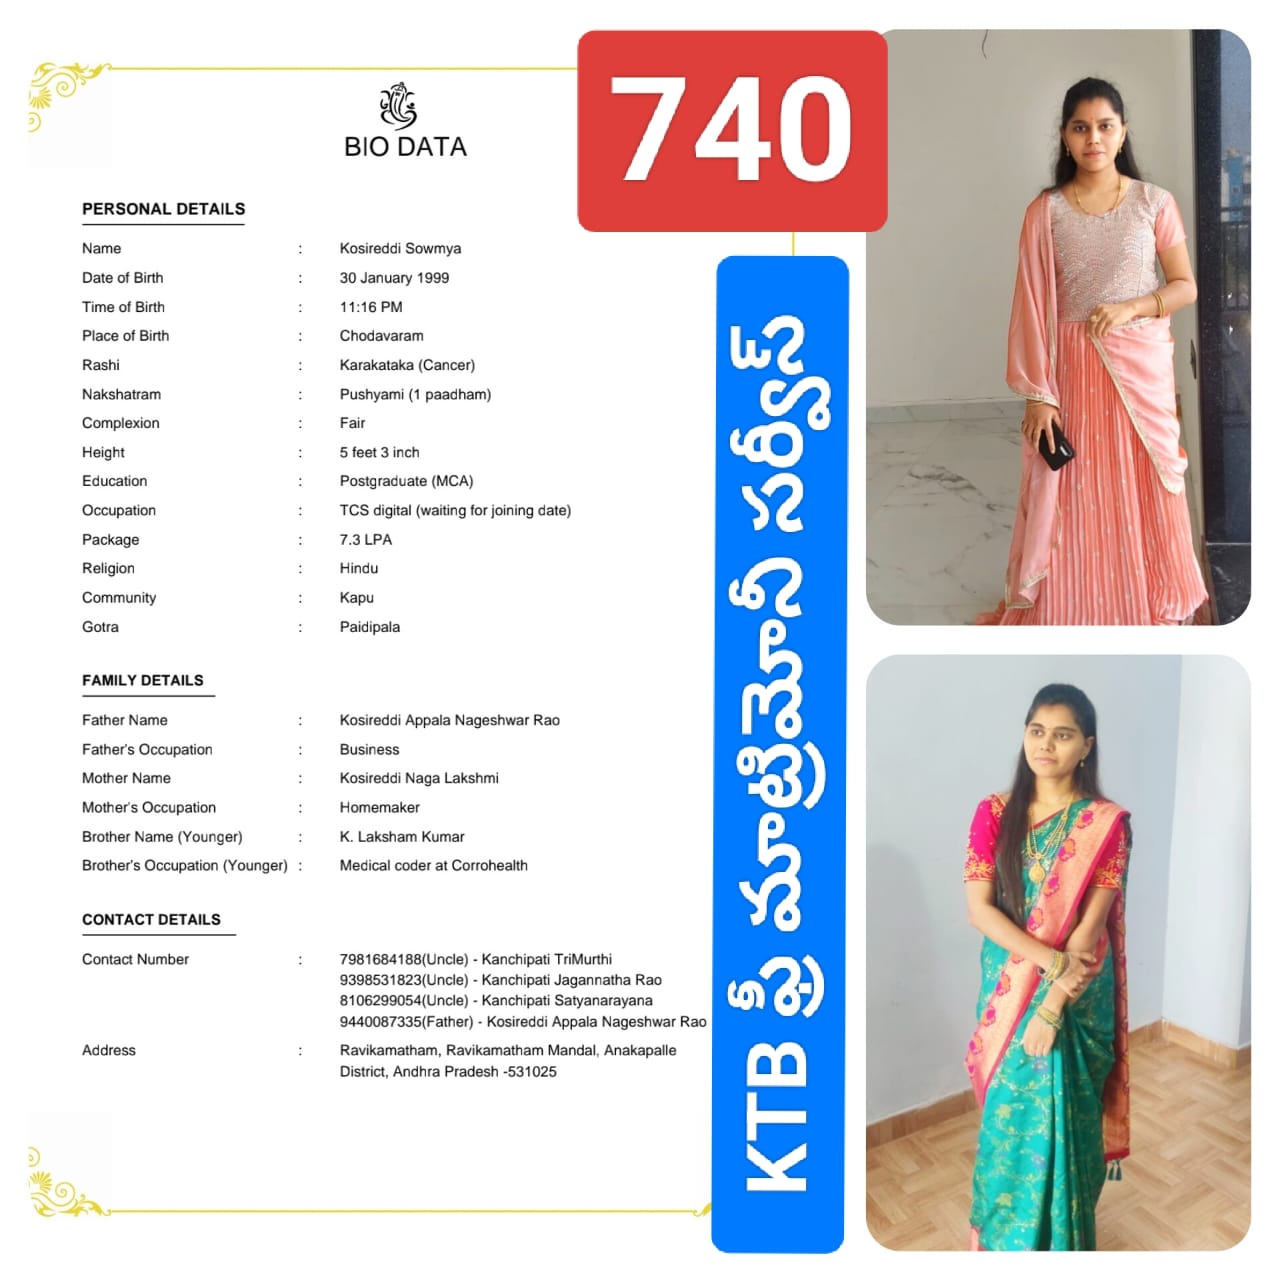 740
BIO DATA
PERSONAL DETAILS
Name : Kosireddi Sowmya
Date of Birth : 30 January 1999
Time of Birth : 11:16 PM
Place of Birth : Chodavaram
Rashi : Karakataka (Cancer)
Nakshatram : Pushyami (1 paadham)
Complexion : Fair
Height : 5 feet 3 inch
Education : Postgraduate (MCA)
Occupation : TCS digital (waiting for joining date)
Package : 7.3 LPA
Religion : Hindu
Community : Kapu
Gotra : Paidipala
FAMILY DETAILS
Father Name : Kosireddi Appala Nageshwar Rao
Father's Occupation : Business
Mother Name : Kosireddi Naga Lakshmi
Mother's Occupation : Homemaker
Brother Name (Younger) : K. Laksham Kumar
Brother's Occupation (Younger) : Medical coder at Corrohealth
CONTACT DETAILS
Contact Number : 7981684188(Uncle) - Kanchipati TriMurthi
9398531823(Uncle) - Kanchipati Jagannatha Rao
8106299054(Uncle) - Kanchipati Satyanarayana
9440087335(Father) - Kosireddi Appala Nageshwar Rao
Address : Ravikamatham, Ravikamatham Mandal, Anakapalle
District, Andhra Pradesh -531025
KTB ఫ్రీ మాట్రిమోనీ సర్వీస్